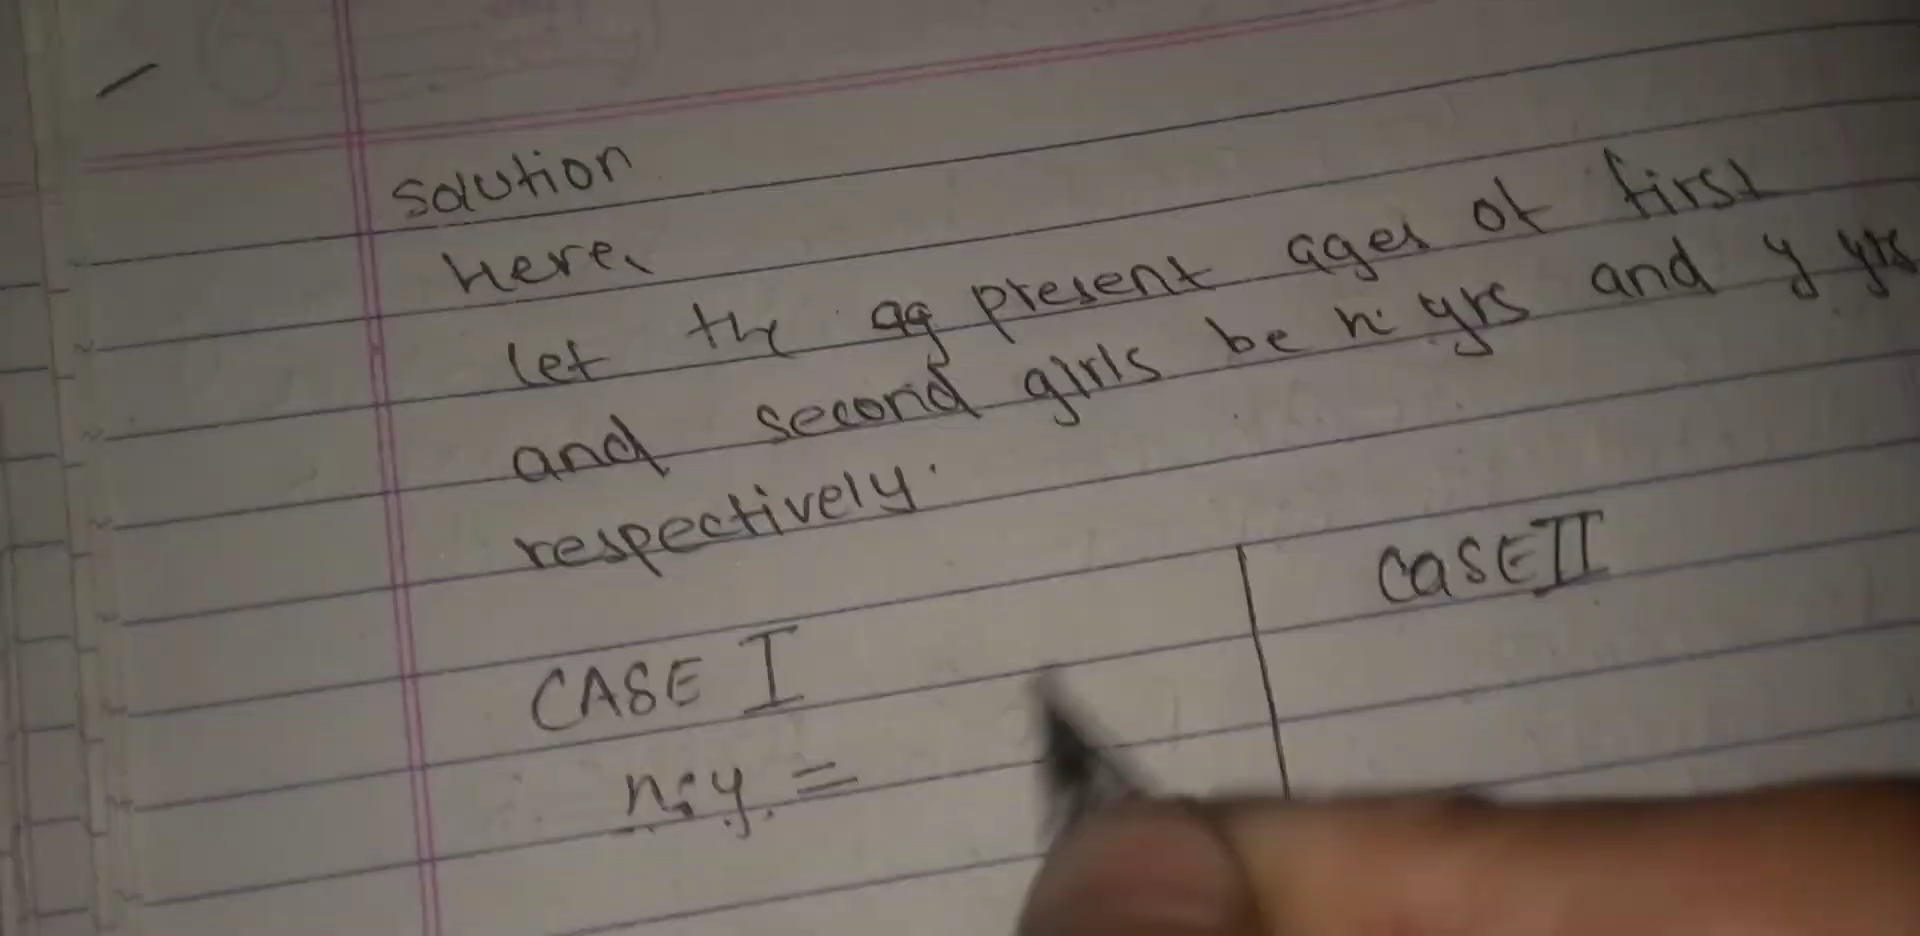 solution
here,
let the ag present ages of first
and second girls be x yrs and y yrs
respectively.
CASE I
CASE II
x:y =